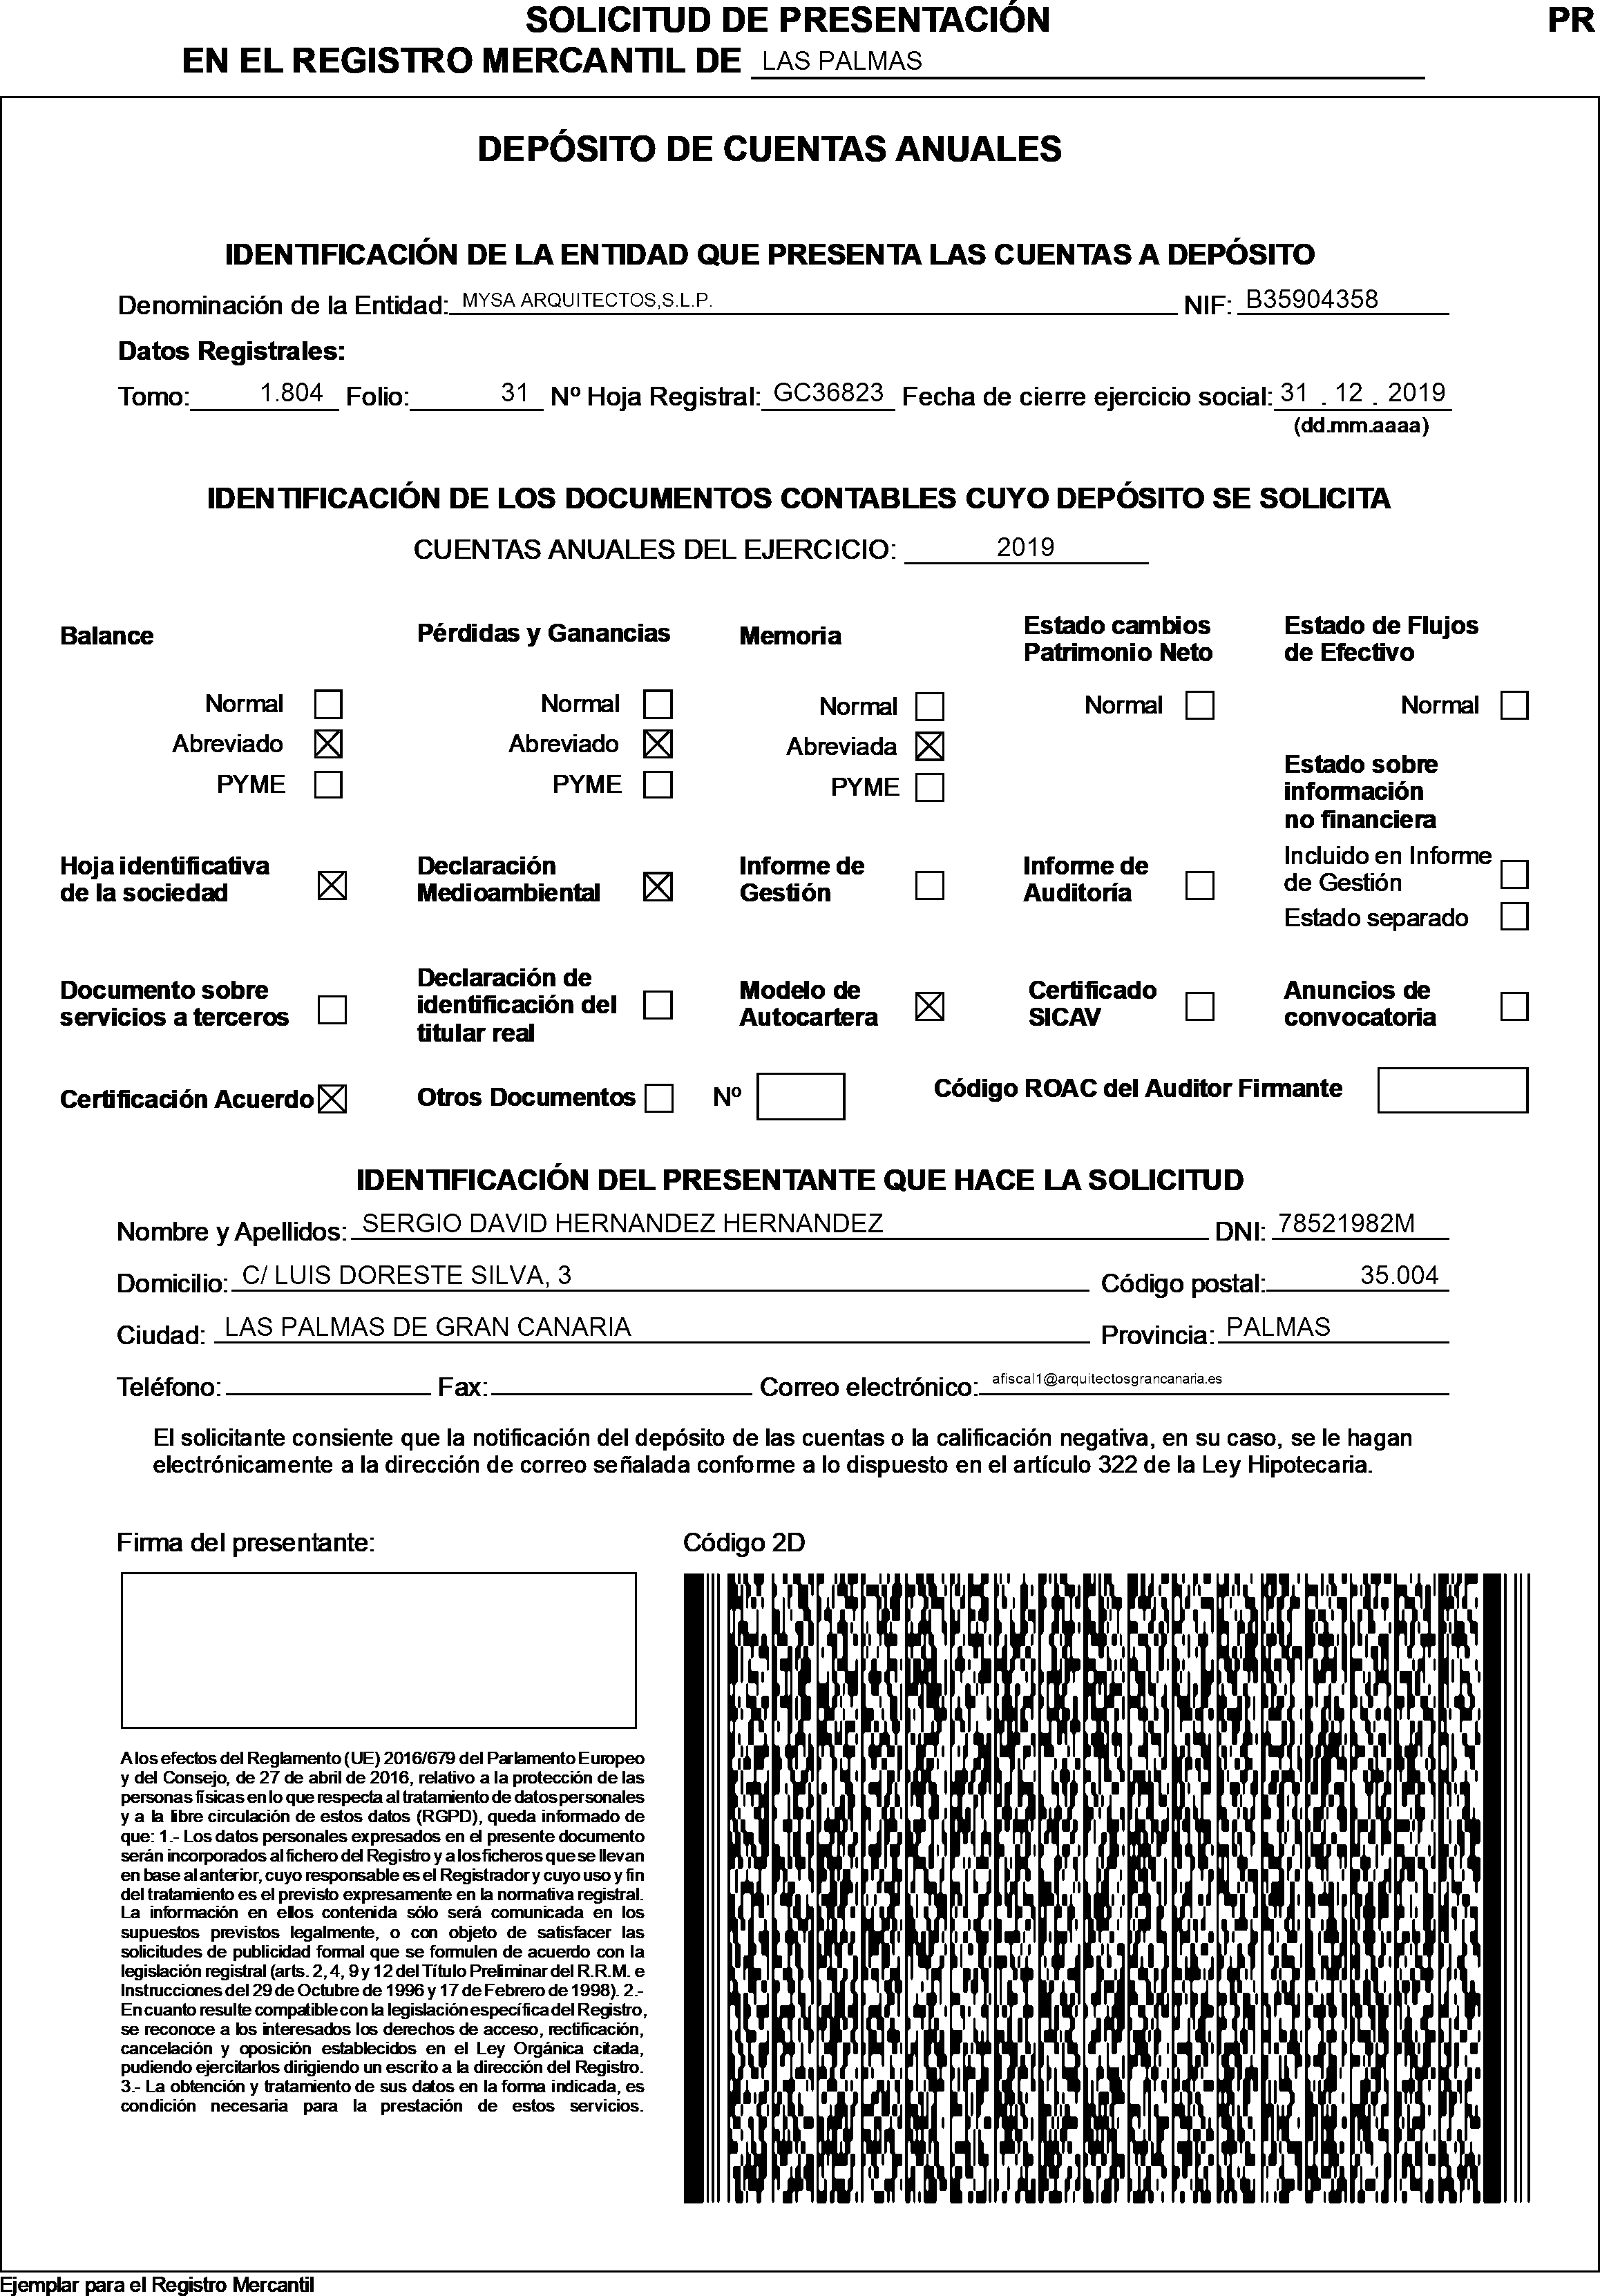 SOLICITUD DE PRESENTACIÓN PR
EN EL REGISTRO MERCANTIL DE LAS PALMAS
DEPÓSITO DE CUENTAS ANUALES
IDENTIFICACIÓN DE LA ENTIDAD QUE PRESENTA LAS CUENTAS A DEPÓSITO
Denominación de la Entidad: MYSA ARQUITECTOS,S.L.P. NIF: B35904358
Datos Registrales:
Tomo: 1.804 Folio: 31 Nº Hoja Registral: GC36823 Fecha de cierre ejercicio social: 31 . 12 . 2019
(dd.mm.aaaa)
IDENTIFICACIÓN DE LOS DOCUMENTOS CONTABLES CUYO DEPÓSITO SE SOLICITA
CUENTAS ANUALES DEL EJERCICIO: 2019
Balance Pérdidas y Ganancias Memoria Estado cambios Estado de Flujos
Patrimonio Neto de Efectivo
Normal Normal Normal Normal Normal
Abreviado Abreviado Abreviada
PYME PYME PYME
Estado sobre
información
no financiera
Hoja identificativa Declaración Informe de Informe de Incluido en Informe
de la sociedad Medioambiental Gestión Auditoría de Gestión
Estado separado
Documento sobre Declaración de Modelo de Certificado Anuncios de
servicios a terceros identificación del Autocartera SICAV convocatoria
titular real
Certificación Acuerdo Otros Documentos Nº Código ROAC del Auditor Firmante
IDENTIFICACIÓN DEL PRESENTANTE QUE HACE LA SOLICITUD
Nombre y Apellidos: SERGIO DAVID HERNANDEZ HERNANDEZ DNI: 78521982M
Domicilio: C/ LUIS DORESTE SILVA, 3 Código postal: 35.004
Ciudad: LAS PALMAS DE GRAN CANARIA Provincia: PALMAS
Teléfono: Fax: Correo electrónico: afiscal1@arquitectosgrancanaria.es
El solicitante consiente que la notificación del depósito de las cuentas o la calificación negativa, en su caso, se le hagan
electrónicamente a la dirección de correo señalada conforme a lo dispuesto en el artículo 322 de la Ley Hipotecaria.
Firma del presentante: Código 2D
A los efectos del Reglamento (UE) 2016/679 del Parlamento Europeo
y del Consejo, de 27 de abril de 2016, relativo a la protección de las
personas físicas en lo que respecta al tratamiento de datos personales
y a la libre circulación de estos datos (RGPD), queda informado de
que: 1.- Los datos personales expresados en el presente documento
serán incorporados al fichero del Registro y a los ficheros que se llevan
en base al anterior, cuyo responsable es el Registrador y cuyo uso y fin
del tratamiento es el previsto expresamente en la normativa registral.
La información en ellos contenida sólo será comunicada en los
supuestos previstos legalmente, o con objeto de satisfacer las
solicitudes de publicidad formal que se formulen de acuerdo con la
legislación registral (arts. 2, 4, 9 y 12 del Título Preliminar del R.R.M. e
Instrucciones del 29 de Octubre de 1996 y 17 de Febrero de 1998). 2.-
En cuanto resulte compatible con la legislación específica del Registro,
se reconoce a los interesados los derechos de acceso, rectificación,
cancelación y oposición establecidos en el Ley Orgánica citada,
pudiendo ejercitarlos dirigiendo un escrito a la dirección del Registro.
3.- La obtención y tratamiento de sus datos en la forma indicada, es
condición necesaria para la prestación de estos servicios.
Ejemplar para el Registro Mercantil